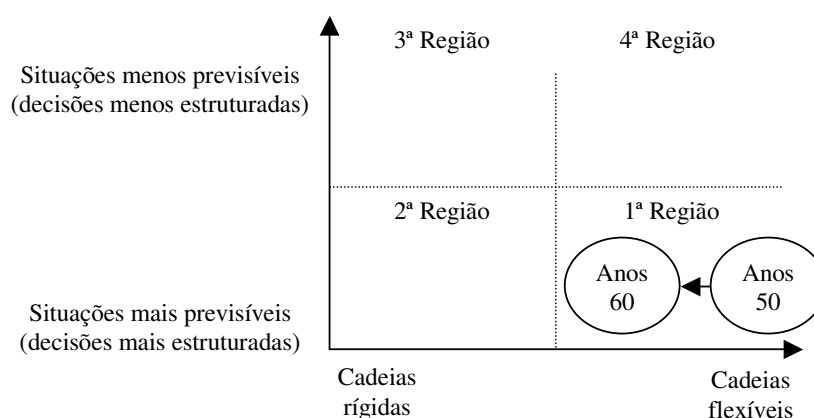 3ª Região
4ª Região
Situações menos previsíveis
(decisões menos estruturadas)
2ª Região
1ª Região
Anos
60
Anos
50
Situações mais previsíveis
(decisões mais estruturadas)
Cadeias
rígidas
Cadeias
flexíveis